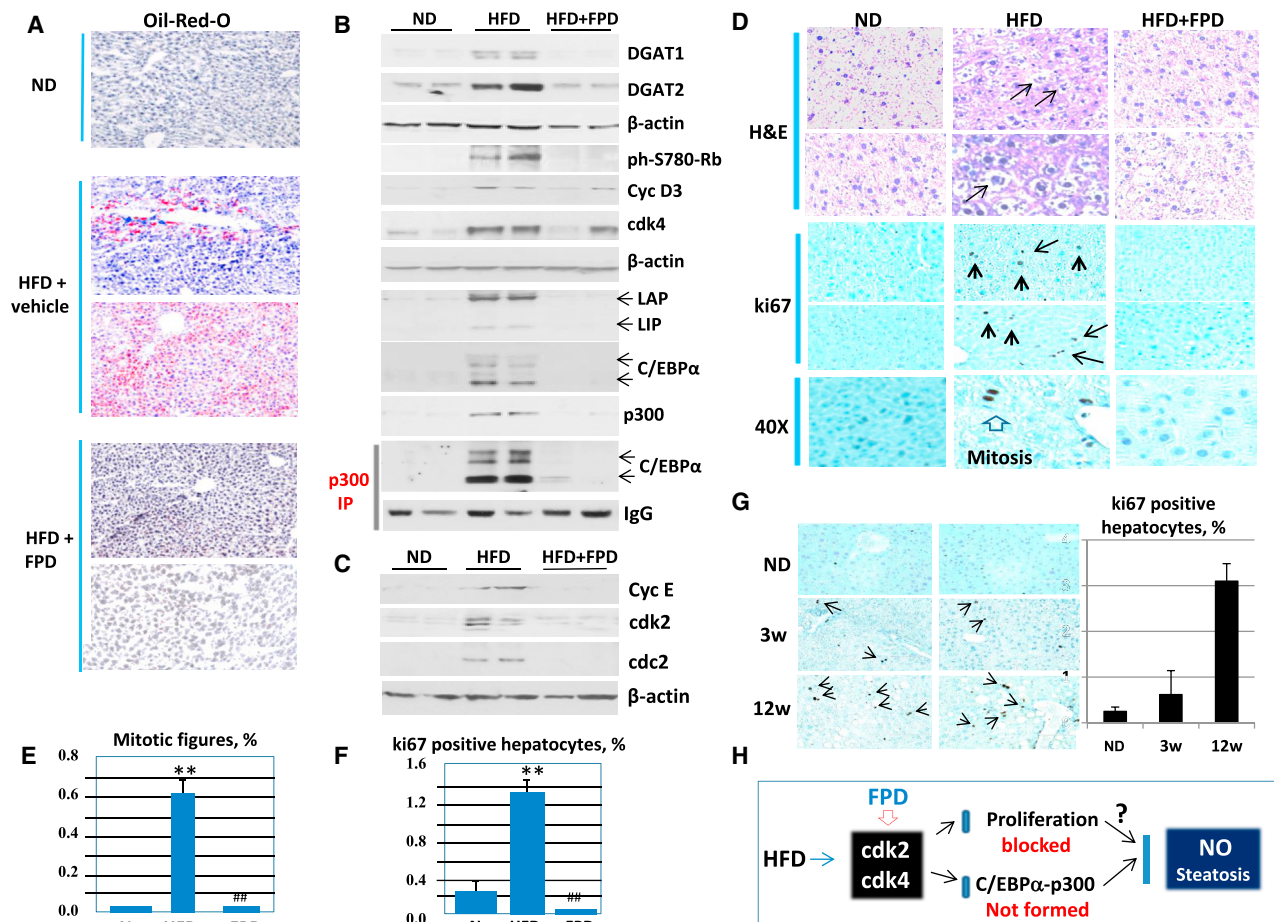 A
Oil-Red-O
ND
HFD +
vehicle
HFD +
FPD
B
ND HFD HFD+FPD
DGAT1
DGAT2
β-actin
ph-S780-Rb
Cyc D3
cdk4
β-actin
LAP
LIP
C/EBPα
p300
p300
IP
C/EBPα
IgG
C
ND HFD HFD+FPD
Cyc E
cdk2
cdc2
β-actin
D
ND HFD HFD+FPD
H&E
ki67
40X
Mitosis
E
Mitotic figures, %
0.8
0.6
0.4
0.2
0.0
**
##
F
ki67 positive hepatocytes, %
1.6
1.2
0.8
0.4
0.0
**
##
G
ND
3w
12w
ki67 positive
hepatocytes, %
ND 3w 12w
H
HFD
FPD
cdk2
cdk4
Proliferation
blocked
?
C/EBPα-p300
Not formed
NO
Steatosis